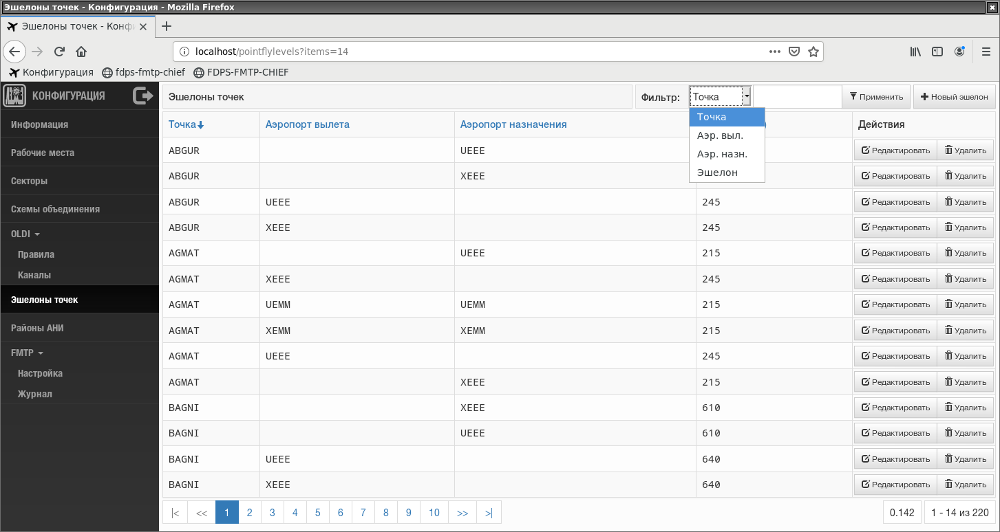 Эшелоны точек - Конфигурация - Mozilla Firefox
Эшелоны точек - Конфи
localhost/pointflylevels?items=14
Конфигурация fdps-fmtp-chief FDPS-FMTP-CHIEF
КОНФИГУРАЦИЯ
Информация
Рабочие места
Секторы
Схемы объединения
OLDI
Правила
Каналы
Эшелоны точек
Районы АНИ
FMTP
Настройка
Журнал
Эшелоны точек Фильтр: Точка Применить Новый эшелон
Точка
Аэр. выл.
Аэр. назн.
Эшелон
Точка Аэропорт вылета Аэропорт назначения ) Действия
ABGUR UEEE Редактировать Удалить
ABGUR XEEE Редактировать Удалить
ABGUR UEEE 245 Редактировать Удалить
ABGUR XEEE 245 Редактировать Удалить
AGMAT UEEE 215 Редактировать Удалить
AGMAT XEEE 245 Редактировать Удалить
AGMAT UEMM UEMM 215 Редактировать Удалить
AGMAT XEMM XEMM 215 Редактировать Удалить
AGMAT UEEE 245 Редактировать Удалить
AGMAT XEEE 215 Редактировать Удалить
BAGNI XEEE 610 Редактировать Удалить
BAGNI UEEE 610 Редактировать Удалить
BAGNI UEEE 640 Редактировать Удалить
BAGNI XEEE 640 Редактировать Удалить
|< << 1 2 3 4 5 6 7 8 9 10 >> >| 0.142 1 - 14 из 220